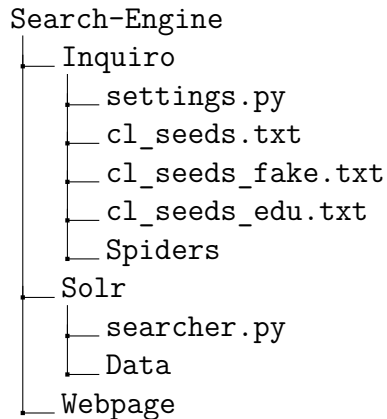 Search-Engine
Inquiro
settings.py
cl_seeds.txt
cl_seeds_fake.txt
cl_seeds_edu.txt
Spiders
Solr
searcher.py
Data
Webpage